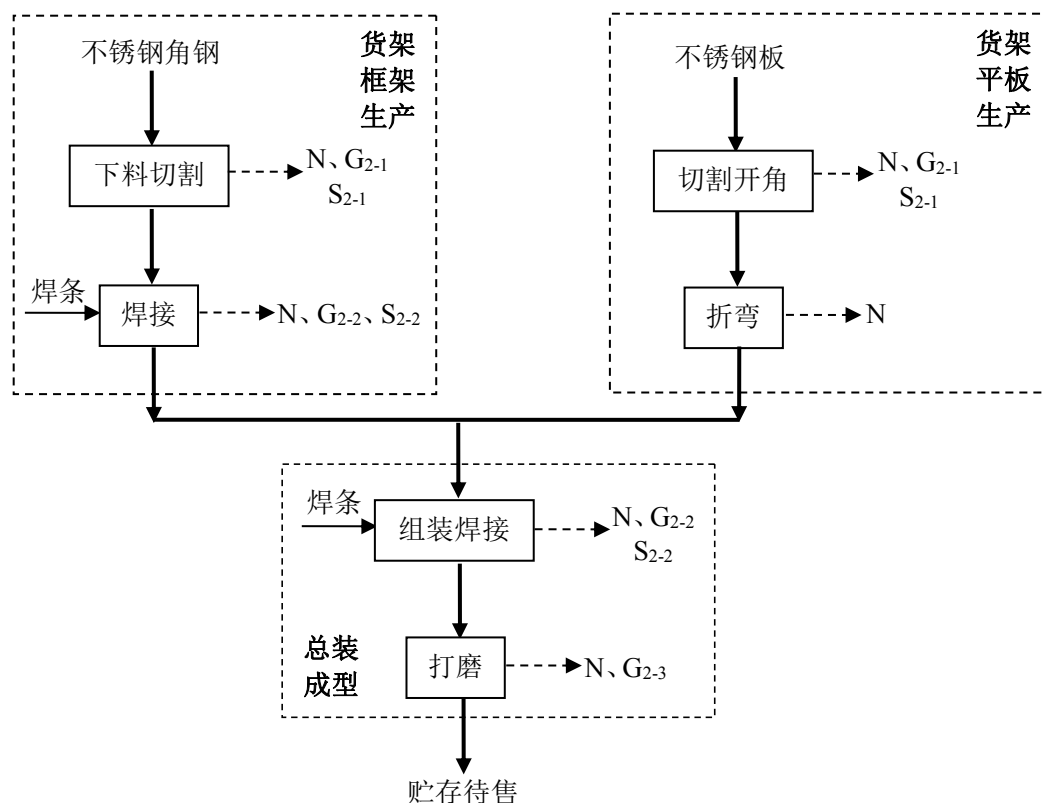 不锈钢角钢
货架
框架
生产
下料切割
N、G2-1
S2-1
焊条
焊接
N、G2-2、S2-2
不锈钢板
货架
平板
生产
切割开角
N、G2-1
S2-1
折弯
N
焊条
组装焊接
N、G2-2
S2-2
总装
成型
打磨
N、G2-3
贮存待售